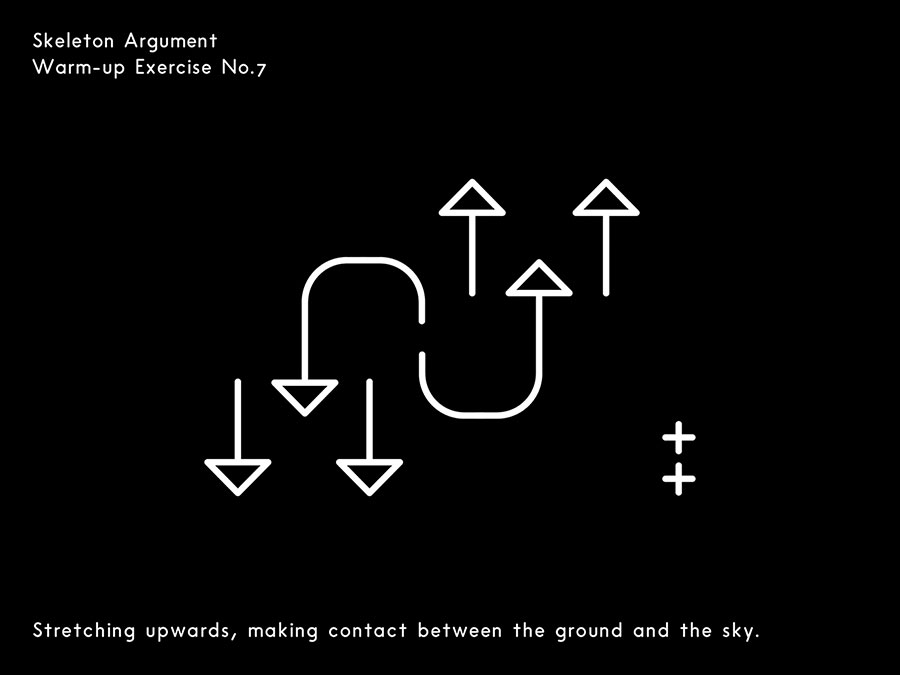 Skeleton Argument
Warm-up Exercise No.7
Stretching upwards, making contact between the ground and the sky.